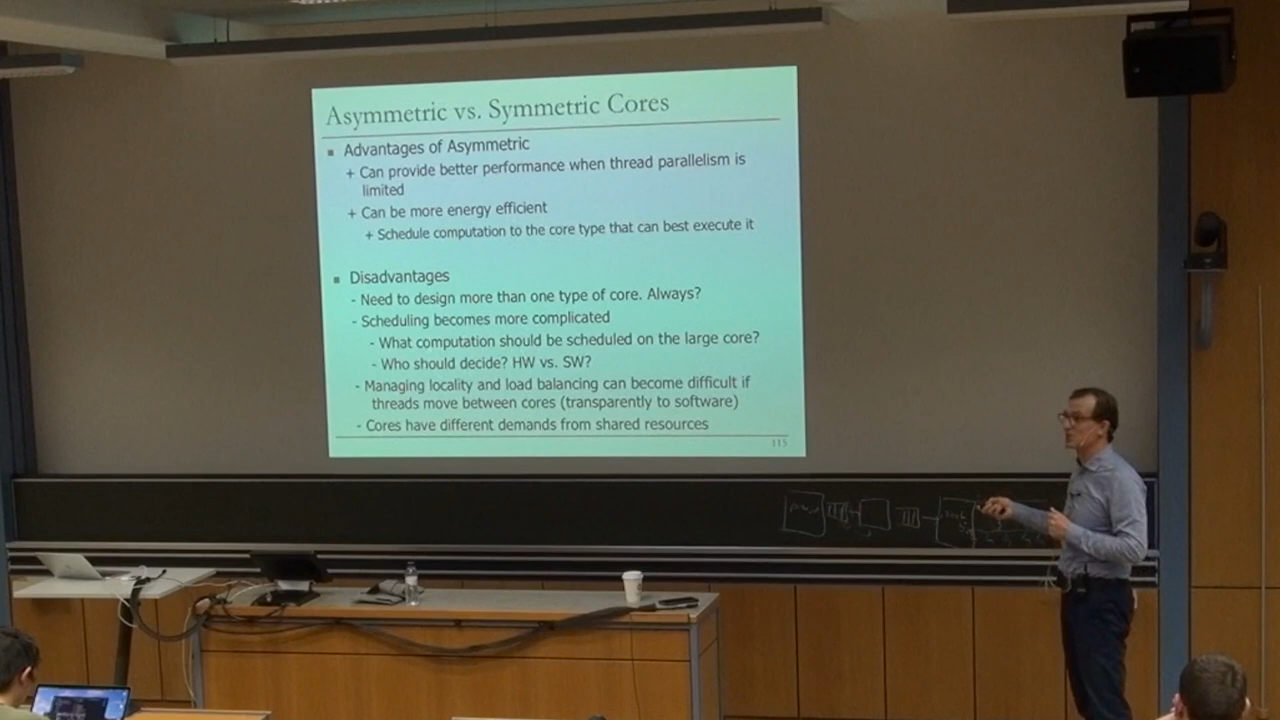 Asymmetric vs. Symmetric Cores
▪ Advantages of Asymmetric
+ Can provide better performance when thread parallelism is
limited
+ Can be more energy efficient
+ Schedule computation to the core type that can best execute it
▪ Disadvantages
- Need to design more than one type of core. Always?
- Scheduling becomes more complicated
- What computation should be scheduled on the large core?
- Who should decide? HW vs. SW?
- Managing locality and load balancing can become difficult if
threads move between cores (transparently to software)
- Cores have different demands from shared resources
115